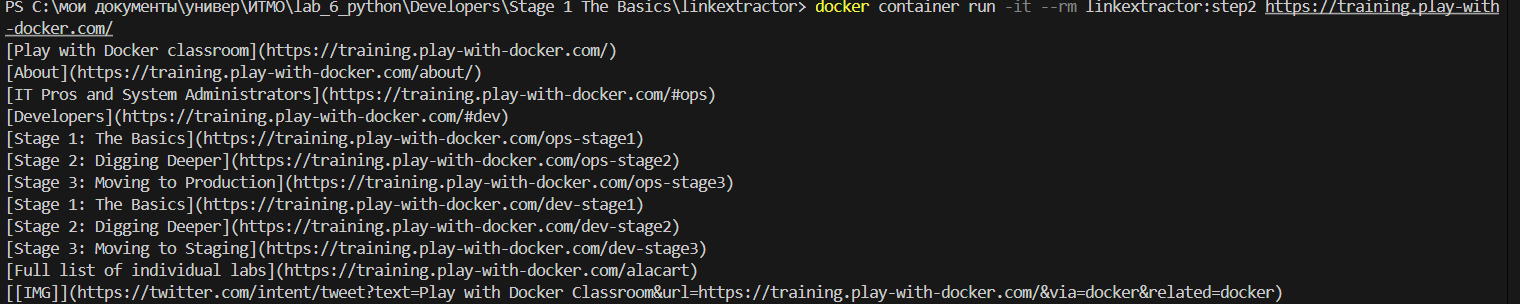 PS C:\мои документы\универ\ИТМО\lab_6_python\Developers\Stage 1 The Basics\linkextractor> docker container run -it --rm linkextractor:step2 https://training.play-with
-docker.com/
[Play with Docker classroom](https://training.play-with-docker.com/)
[About](https://training.play-with-docker.com/about/)
[IT Pros and System Administrators](https://training.play-with-docker.com/#ops)
[Developers](https://training.play-with-docker.com/#dev)
[Stage 1: The Basics](https://training.play-with-docker.com/ops-stage1)
[Stage 2: Digging Deeper](https://training.play-with-docker.com/ops-stage2)
[Stage 3: Moving to Production](https://training.play-with-docker.com/ops-stage3)
[Stage 1: The Basics](https://training.play-with-docker.com/dev-stage1)
[Stage 2: Digging Deeper](https://training.play-with-docker.com/dev-stage2)
[Stage 3: Moving to Staging](https://training.play-with-docker.com/dev-stage3)
[Full list of individual labs](https://training.play-with-docker.com/alacart)
[[IMG]](https://twitter.com/intent/tweet?text=Play with Docker Classroom&url=https://training.play-with-docker.com/&via=docker&related=docker)